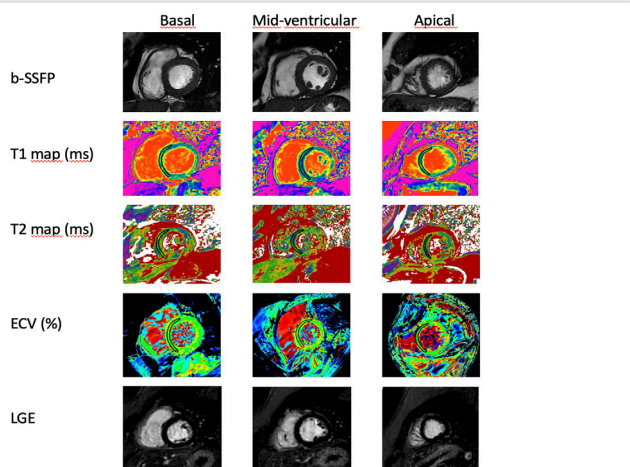 Basal Mid-ventricular Apical
b-SSFP
T1 map (ms)
T2 map (ms)
ECV (%)
LGE